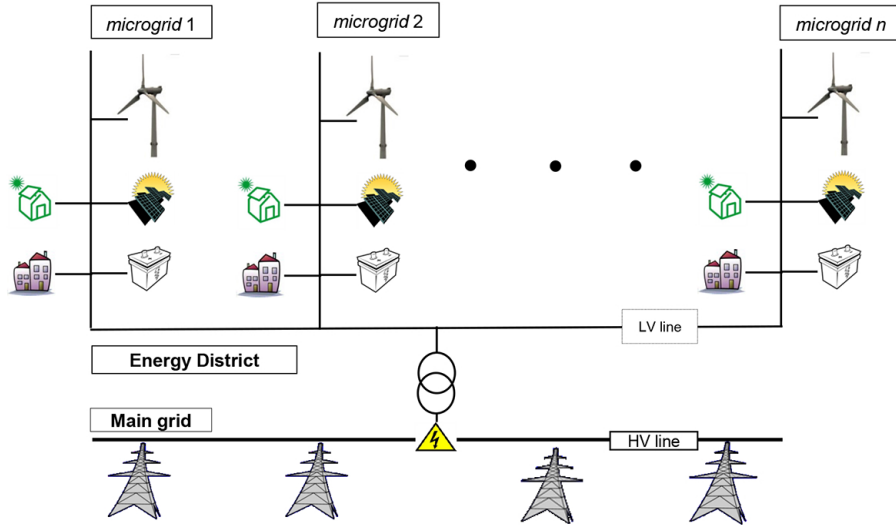 microgrid 1
microgrid 2
microgrid n
LV line
Energy District
Main grid
HV line